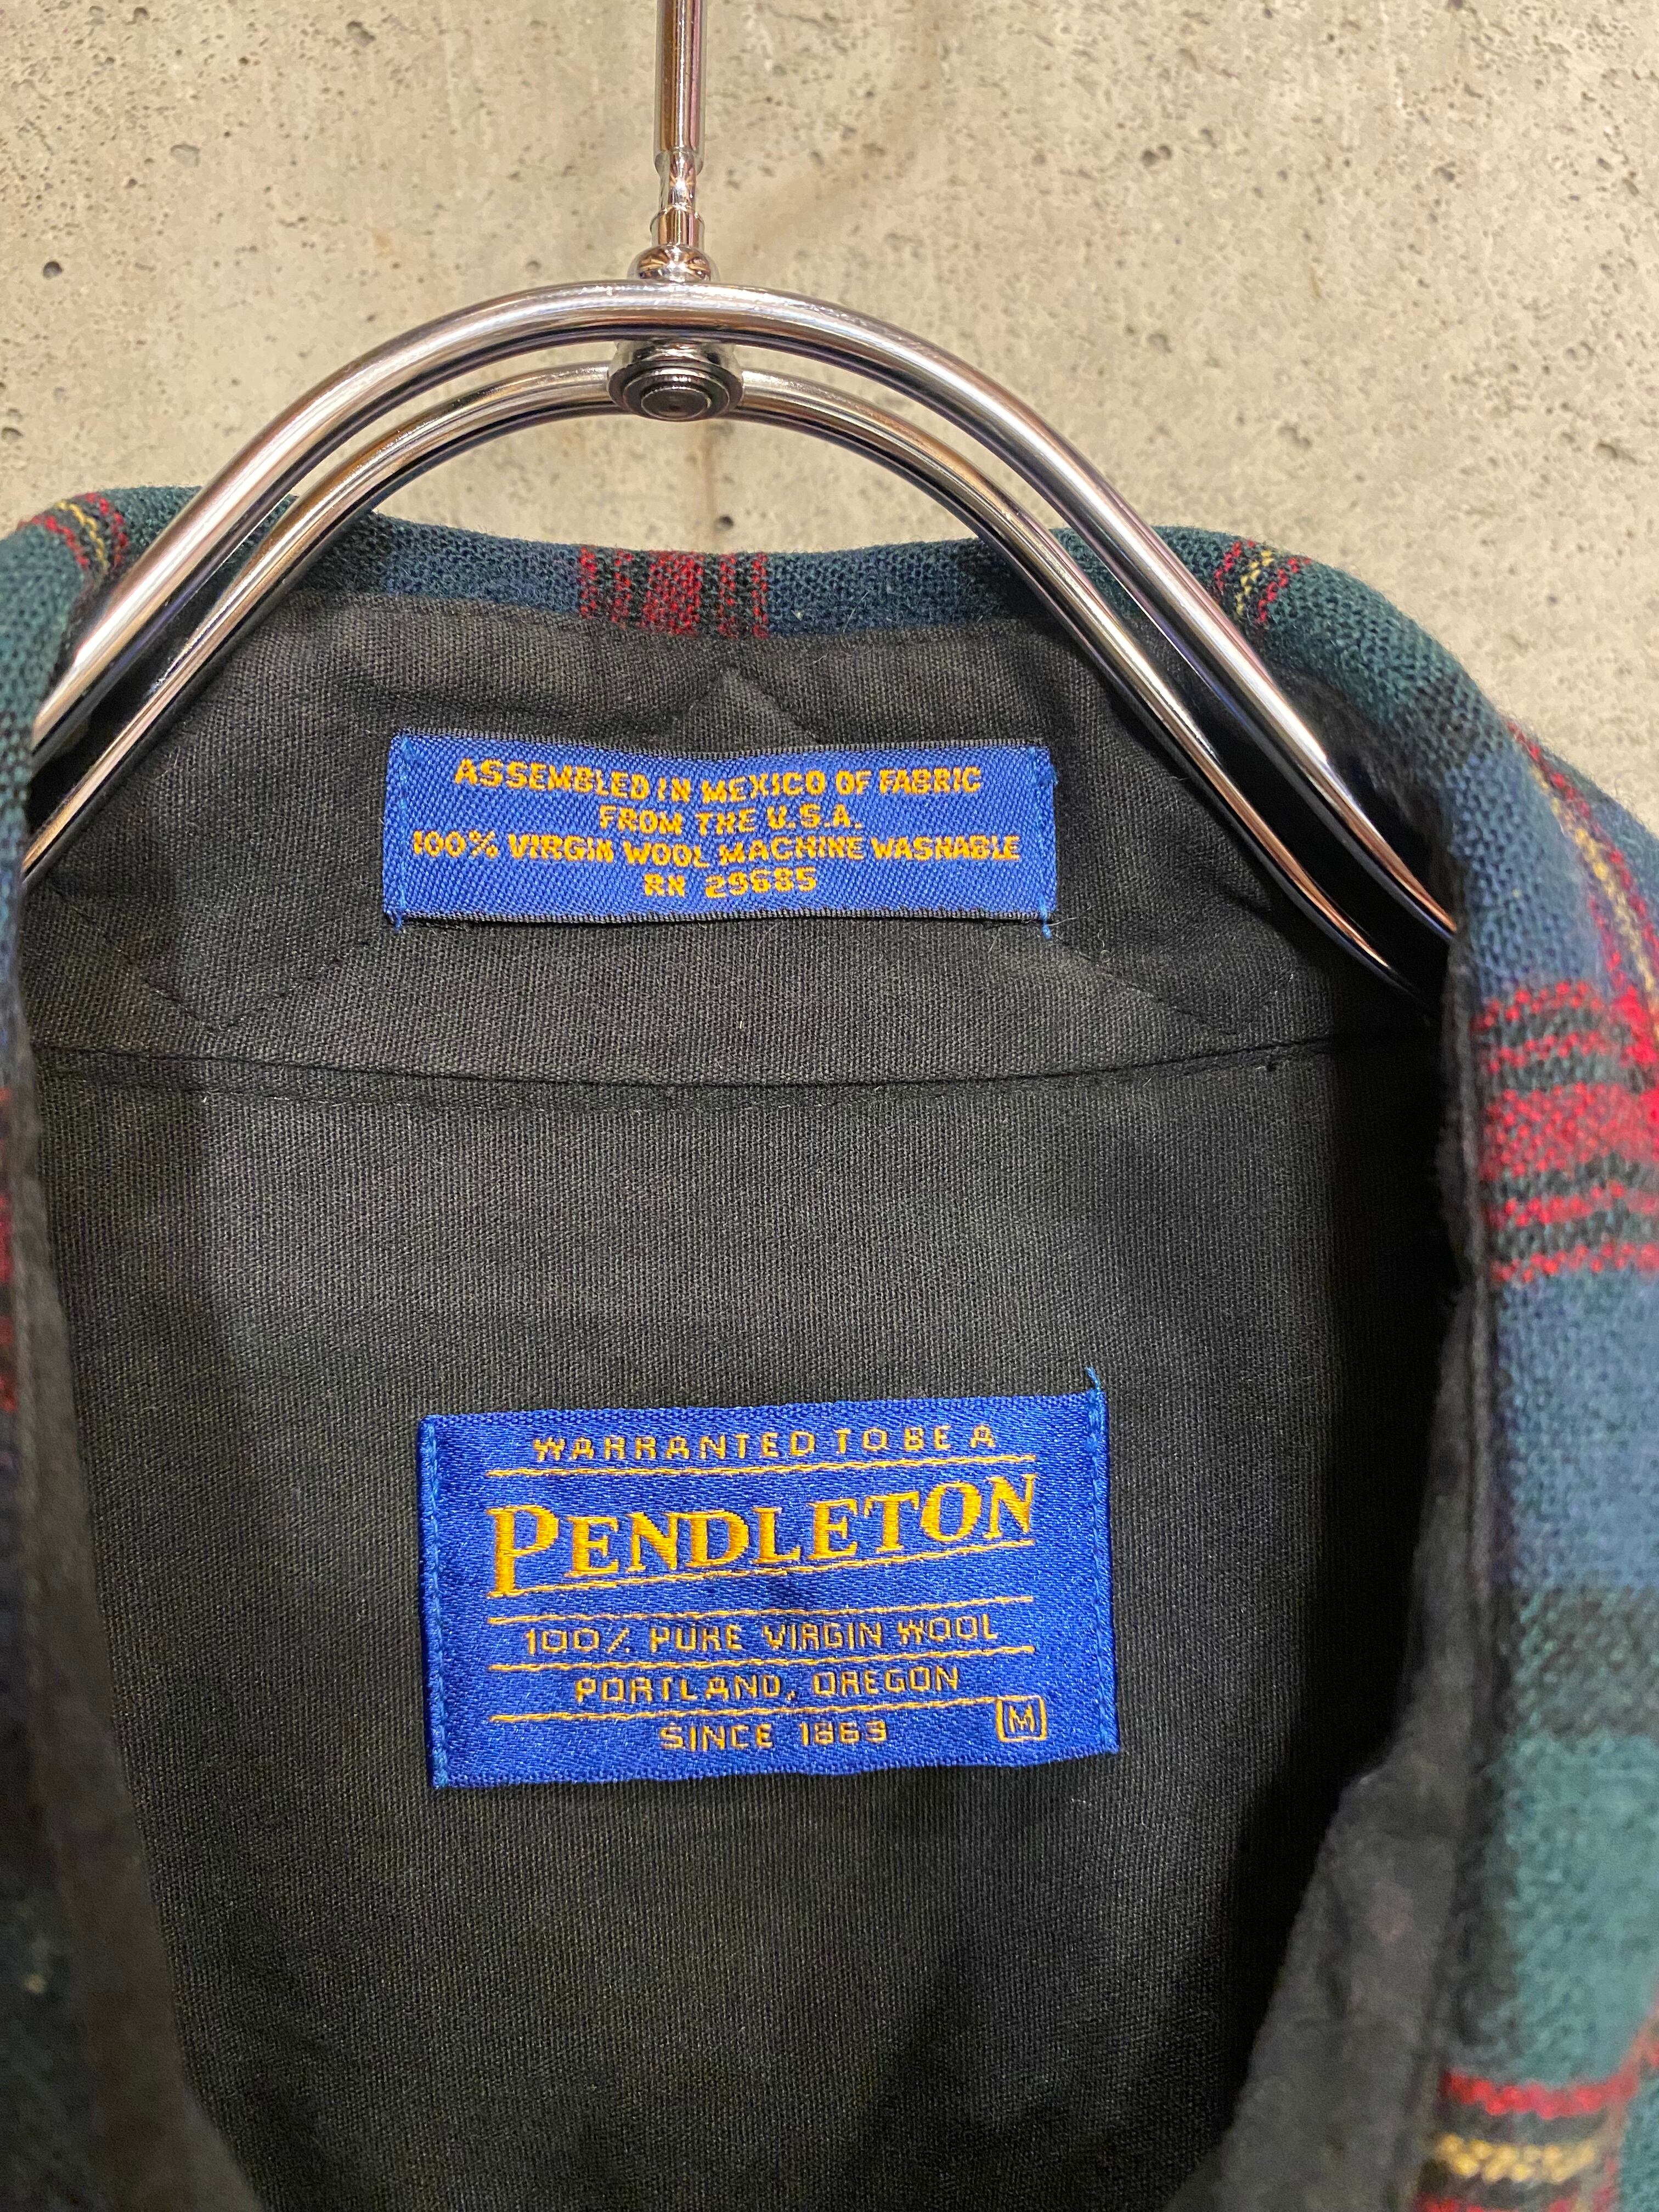 ASSEMBLED IN MEXICO OF FABRIC
FROM THE U.S.A.
100% VIRGIN WOOL MACHINE WASHABLE
RN 29685
WARRANTED TO BE A
PENDLETON
100% PURE VIRGIN WOOL
PORTLAND, OREGON
SINCE 1863 M